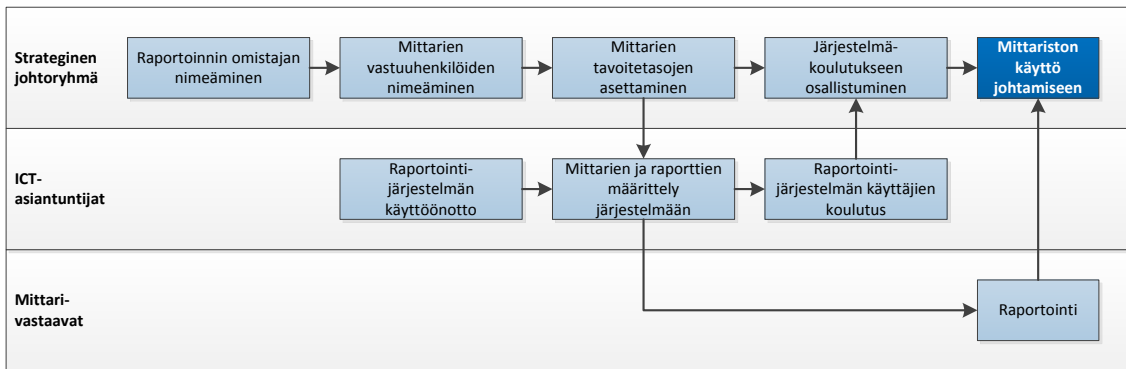 Strateginen
johtoryhmä
Raportoinnin omistajan
nimeäminen
Mittarien
vastuuhenkilöiden
nimeäminen
Mittarien
tavoitetasojen
asettaminen
Järjestelmä-
koulutukseen
osallistuminen
Mittariston
käyttö
johtamiseen
ICT-
asiantuntijat
Raportointi-
järjestelmän
käyttöönotto
Mittarien ja raporttien
määrittely
järjestelmään
Raportointi-
järjestelmän käyttäjien
koulutus
Mittari-
vastaavat
Raportointi